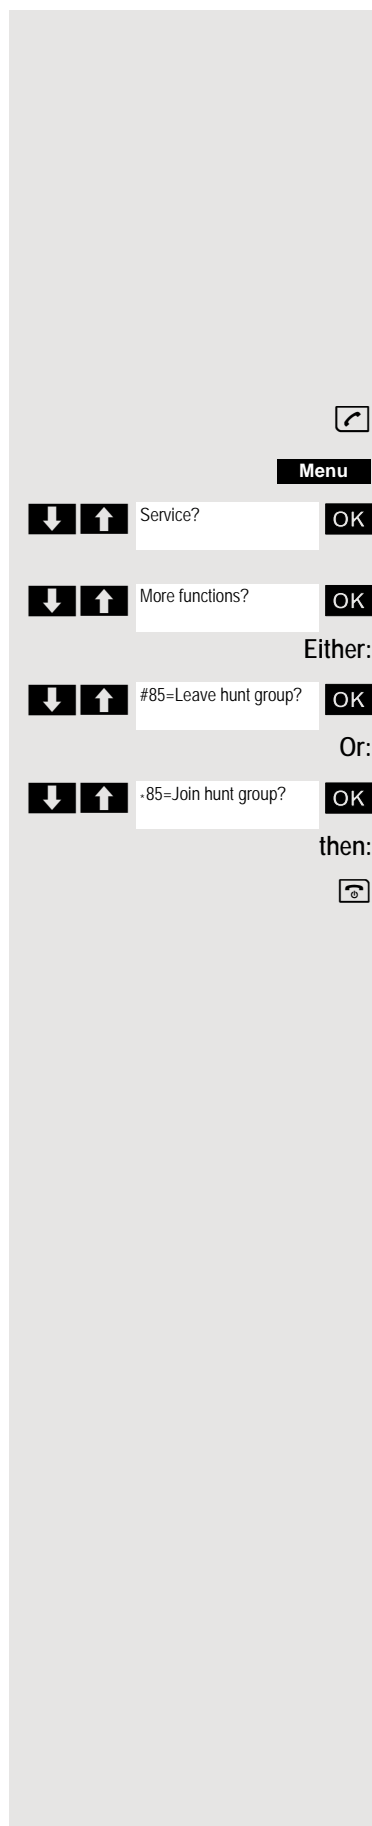 Menu
Service? OK
More functions? OK
Either:
#85=Leave hunt group? OK
Or:
*85=Join hunt group? OK
then: